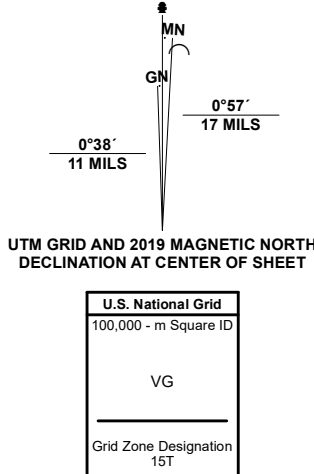 MN
GN
0°57´
17 MILS
0°38´
11 MILS
UTM GRID AND 2019 MAGNETIC NORTH
DECLINATION AT CENTER OF SHEET
U.S. National Grid
100,000 - m Square ID
VG
Grid Zone Designation
15T